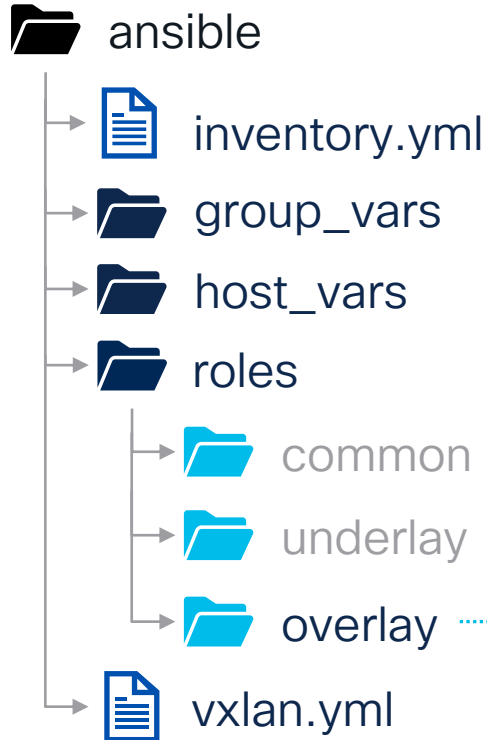 ansible
inventory.yml
group_vars
host_vars
roles
common
underlay
overlay
vxlan.yml